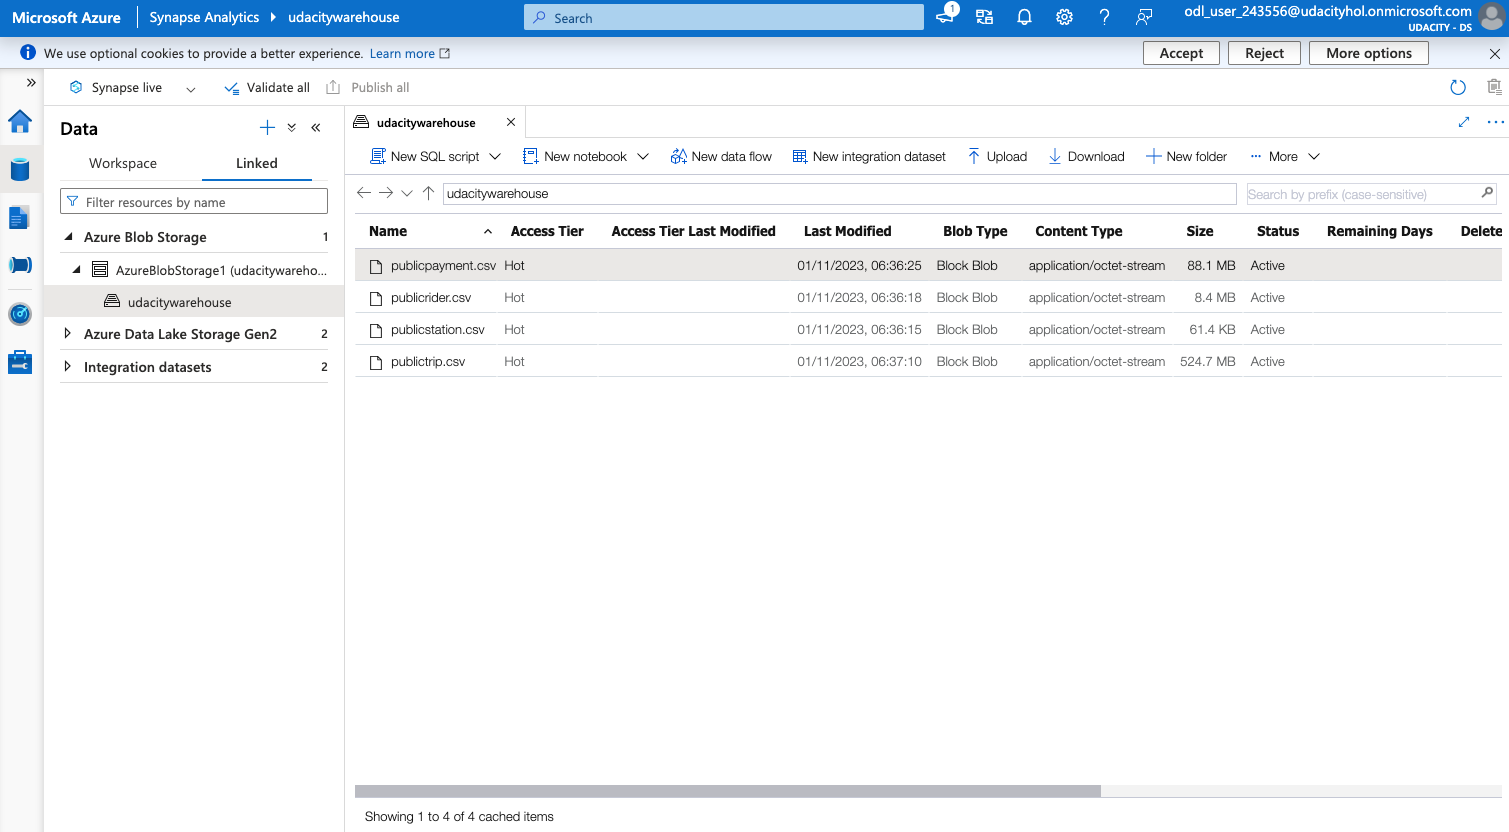 Microsoft Azure Synapse Analytics udacitywarehouse Search 1 odl_user_243556@udacityhol.onmicrosoft.com
UDACITY - DS
We use optional cookies to provide a better experience. Learn more Accept Reject More options
Synapse live Validate all Publish all
Data
Workspace Linked
Filter resources by name
Azure Blob Storage 1
AzureBlobStorage1 (udacitywareho...
udacitywarehouse
Azure Data Lake Storage Gen2 2
Integration datasets 2
udacitywarehouse
New SQL script New notebook New data flow New integration dataset Upload Download New folder More
udacitywarehouse Search by prefix (case-sensitive)
Name Access Tier Access Tier Last Modified Last Modified Blob Type Content Type Size Status Remaining Days Delete
publicpayment.csv Hot 01/11/2023, 06:36:25 Block Blob application/octet-stream 88.1 MB Active
publicrider.csv Hot 01/11/2023, 06:36:18 Block Blob application/octet-stream 8.4 MB Active
publicstation.csv Hot 01/11/2023, 06:36:15 Block Blob application/octet-stream 61.4 KB Active
publictrip.csv Hot 01/11/2023, 06:37:10 Block Blob application/octet-stream 524.7 MB Active
Showing 1 to 4 of 4 cached items